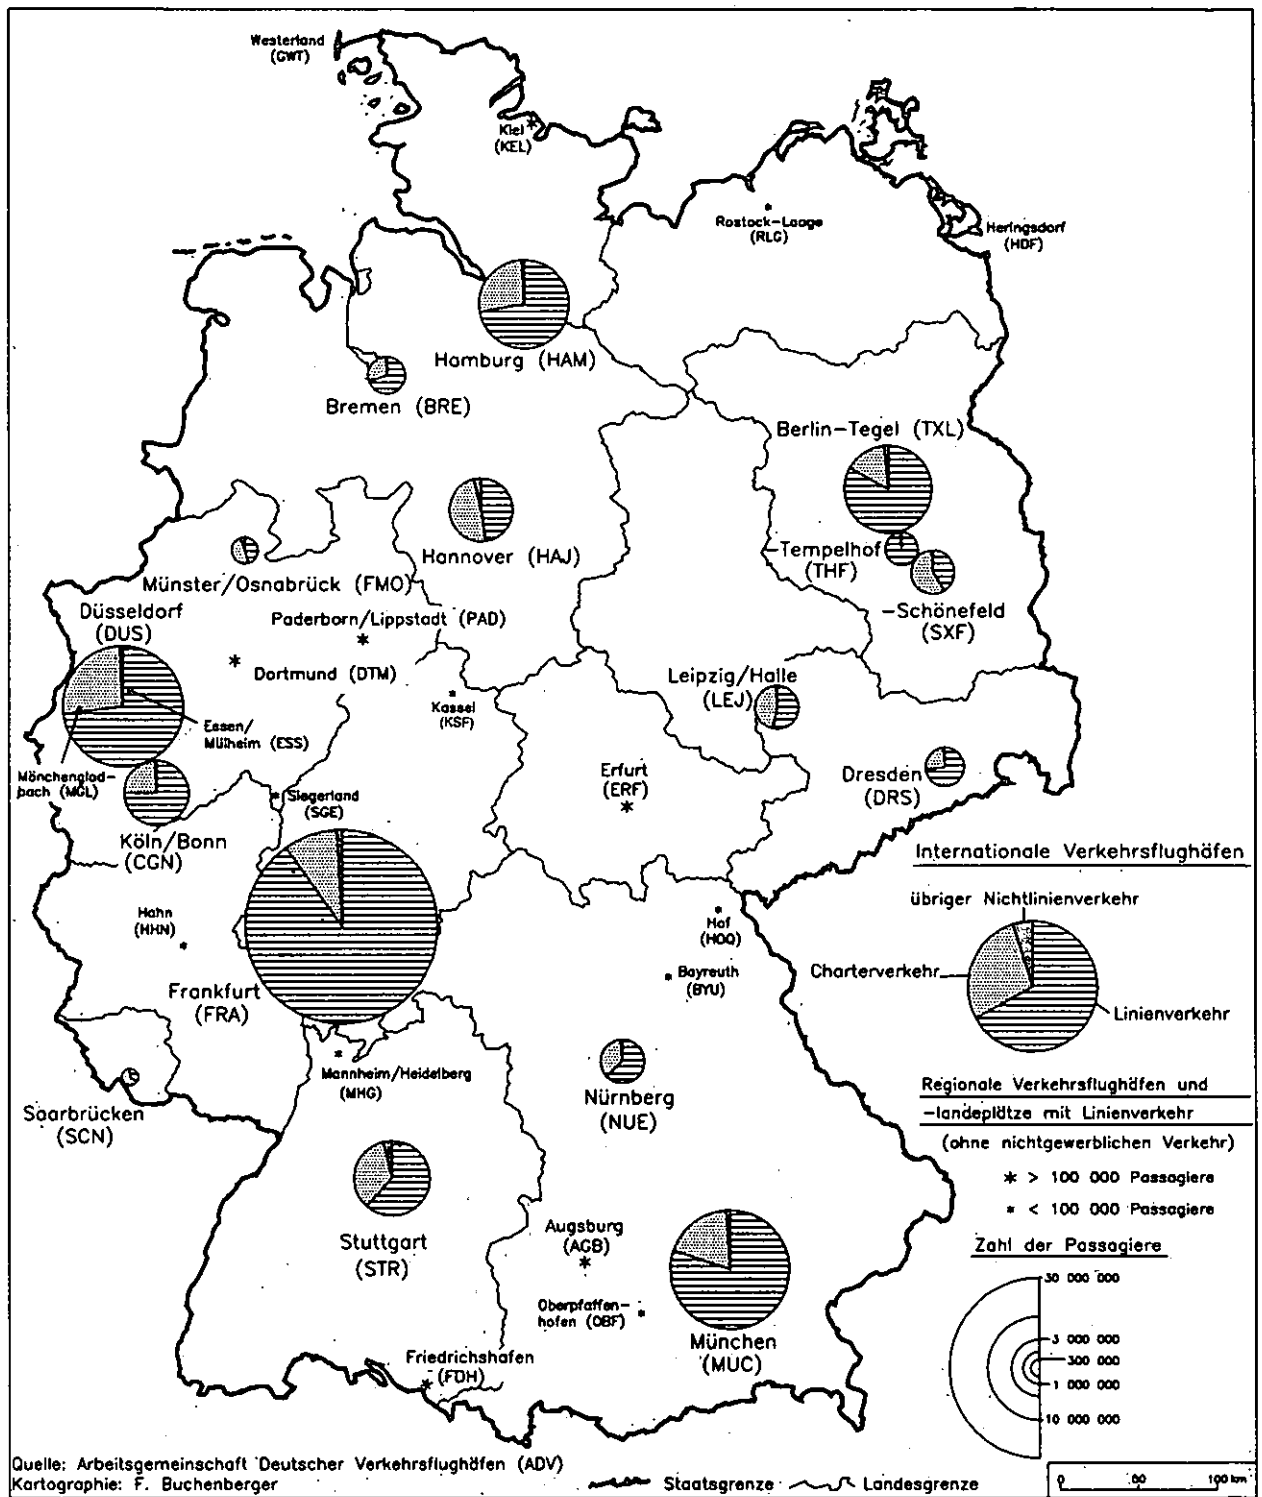 Westerland
(GWT)
Kiel
(KEL)
Rostock-Laage
(RLG)
Heringsdorf
(HDF)
Hamburg (HAM)
Bremen (BRE)
Berlin-Tegel (TXL)
Hannover (HAJ)
-Tempelhof
(THF)
Münster/Osnabrück (FMO)
-Schönefeld
(SXF)
Düsseldorf
(DUS)
Paderborn/Lippstadt (PAD)
Dortmund (DTM)
Leipzig/Halle
(LEJ)
Kassel
(KSF)
Essen/
Mülheim (ESS)
Mönchenglad-
bach (MGL)
Erfurt
(ERF)
Dresden
(DRS)
Siegerland
(SGE)
Köln/Bonn
(CGN)
Internationale Verkehrsflughäfen
übriger Nichtlinienverkehr
Charterverkehr
Linienverkehr
Hahn
(HHN)
Hof
(HOQ)
Bayreuth
(BYU)
Frankfurt
(FRA)
Mannheim/Heidelberg
(MHG)
Saarbrücken
(SCN)
Nürnberg
(NUE)
Regionale Verkehrsflughäfen und
-landeplätze mit Linienverkehr
(ohne nichtgewerblichen Verkehr)
* > 100 000 Passagiere
* < 100 000 Passagiere
Stuttgart
(STR)
Augsburg
(AGB)
Oberpfaffen-
hofen (OBF)
München
(MUC)
Friedrichshafen
(FDH)
Zahl der Passagiere
30 000 000
3 000 000
300 000
1 000 000
10 000 000
Quelle: Arbeitsgemeinschaft Deutscher Verkehrsflughäfen (ADV)
Kartographie: F. Buchenberger
Staatsgrenze
Landesgrenze
0 50 100 km